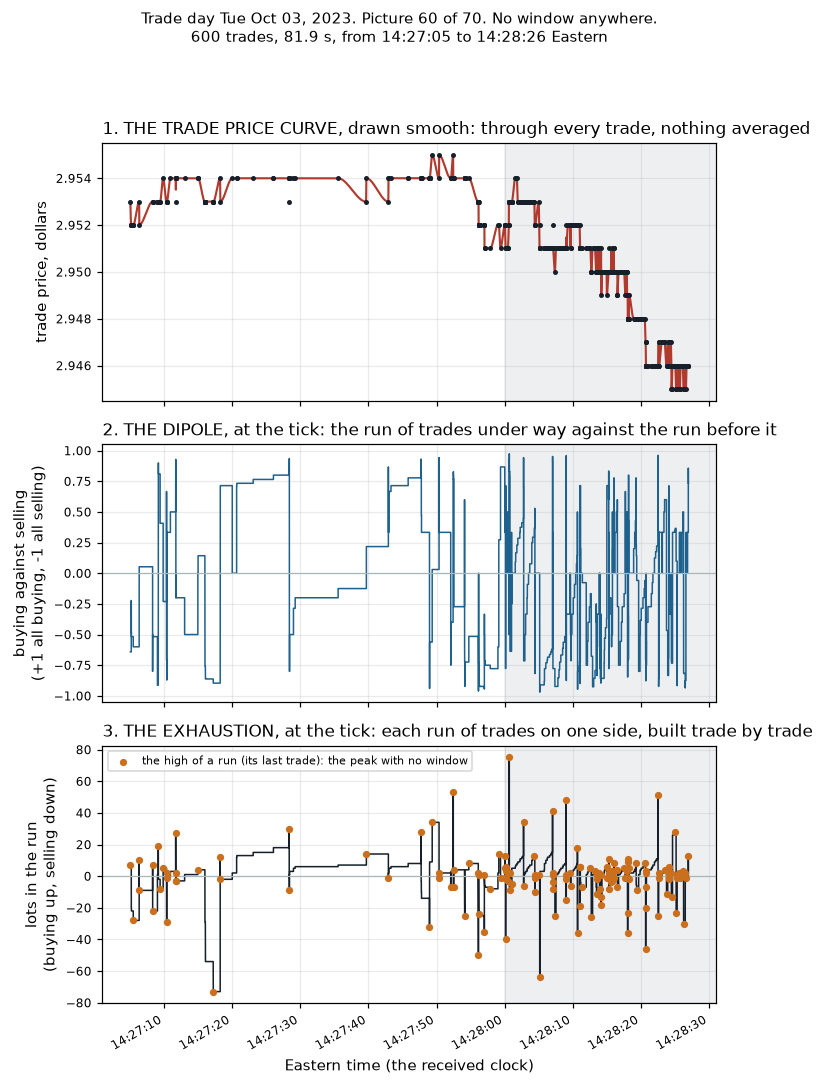 Trade day Tue Oct 03, 2023. Picture 60 of 70. No window anywhere.
600 trades, 81.9 s, from 14:27:05 to 14:28:26 Eastern
1. THE TRADE PRICE CURVE, drawn smooth: through every trade, nothing averaged
trade price, dollars
2.954
2.952
2.950
2.948
2.946
2. THE DIPOLE, at the tick: the run of trades under way against the run before it
buying against selling
(+1 all buying, -1 all selling)
1.00
0.75
0.50
0.25
0.00
−0.25
−0.50
−0.75
−1.00
3. THE EXHAUSTION, at the tick: each run of trades on one side, built trade by trade
the high of a run (its last trade): the peak with no window
lots in the run
(buying up, selling down)
80
60
40
20
0
−20
−40
−60
−80
14:27:10
14:27:20
14:27:30
14:27:40
14:27:50
14:28:00
14:28:10
14:28:20
14:28:30
Eastern time (the received clock)